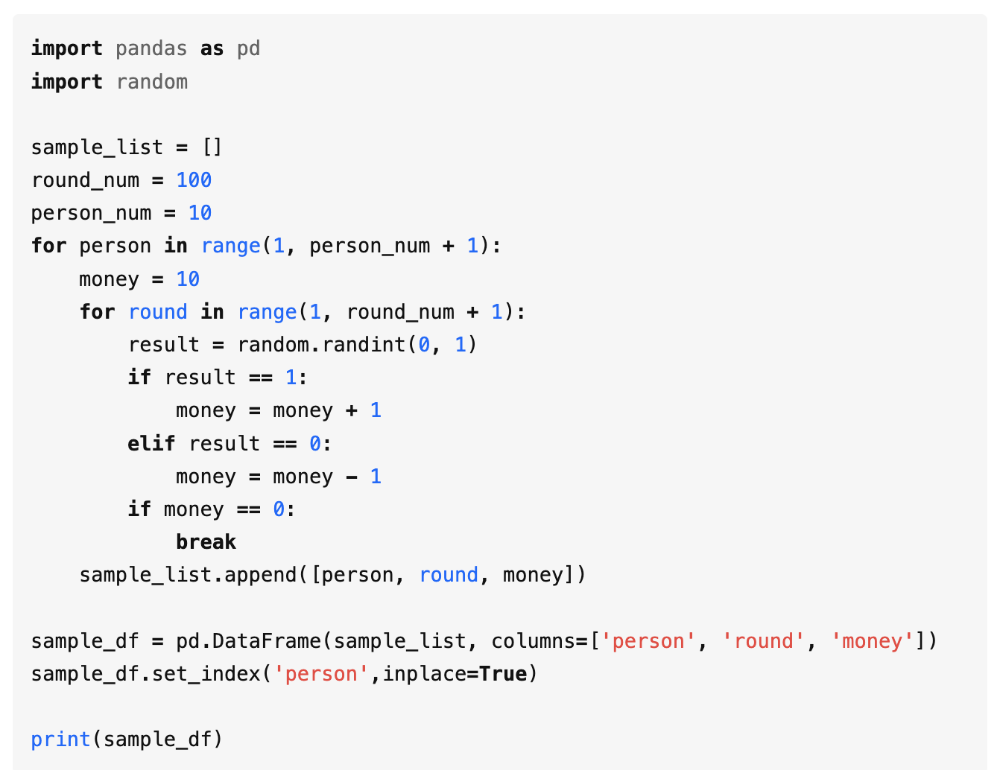 import pandas as pd
import random

sample_list = []
round_num = 100
person_num = 10
for person in range(1, person_num + 1):
    money = 10
    for round in range(1, round_num + 1):
        result = random.randint(0, 1)
        if result == 1:
            money = money + 1
        elif result == 0:
            money = money - 1
        if money == 0:
            break
    sample_list.append([person, round, money])

sample_df = pd.DataFrame(sample_list, columns=['person', 'round', 'money'])
sample_df.set_index('person',inplace=True)

print(sample_df)